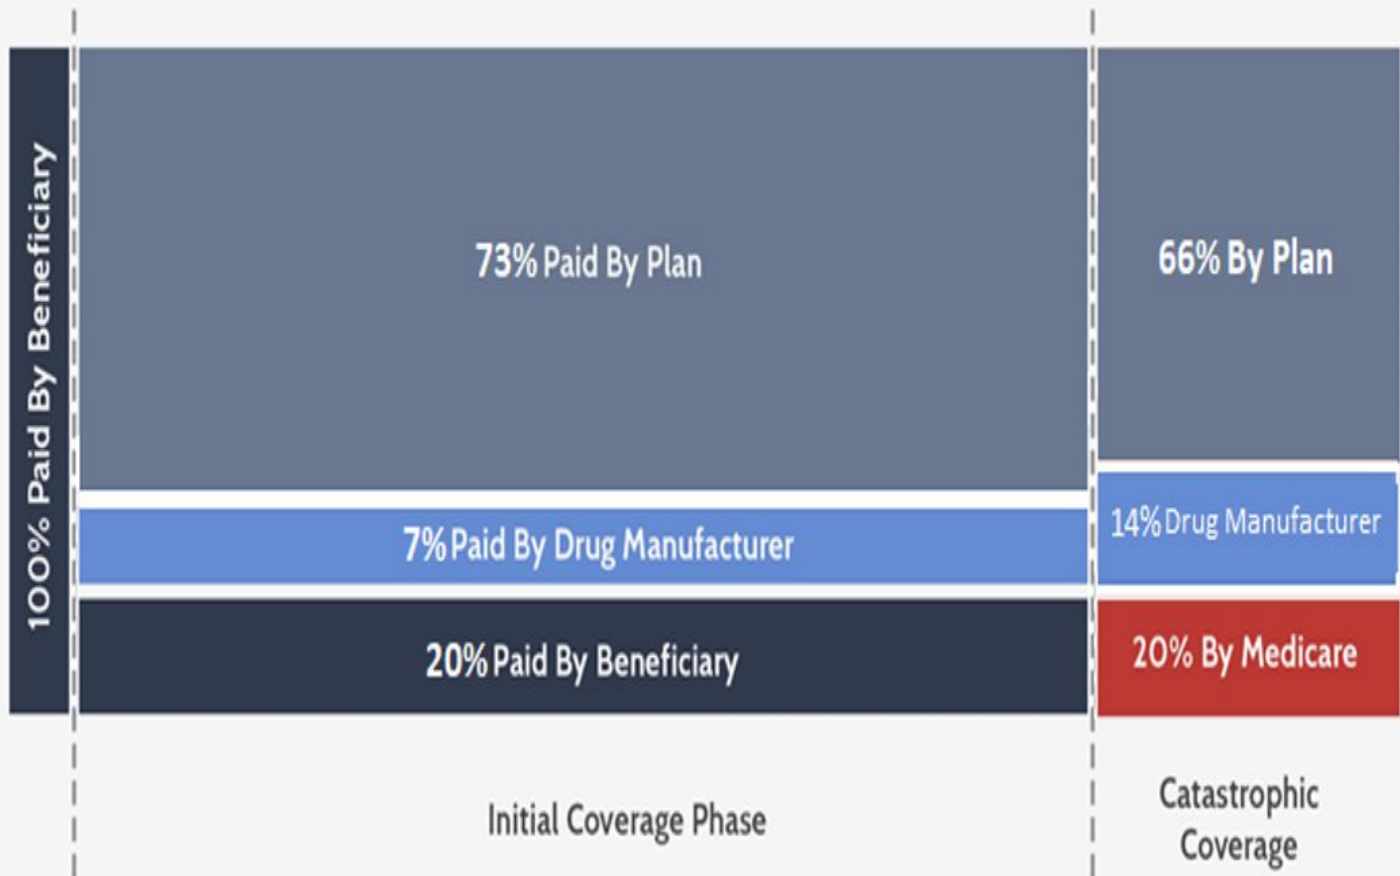 100% Paid By Beneficiary
73% Paid By Plan
66% By Plan
7% Paid By Drug Manufacturer
14% Drug Manufacturer
20% Paid By Beneficiary
20% By Medicare
Initial Coverage Phase
Catastrophic
Coverage